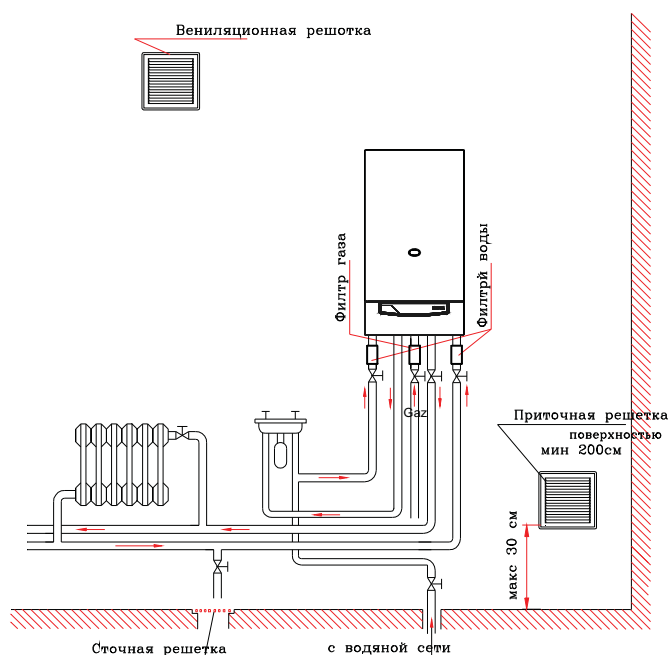 Вениляционная решотка
Филтр газа
Филтрй воды
Gaz
Приточная решетка
поверхностью
мин 200см
макс 30 см
Сточная решетка
с водяной сети